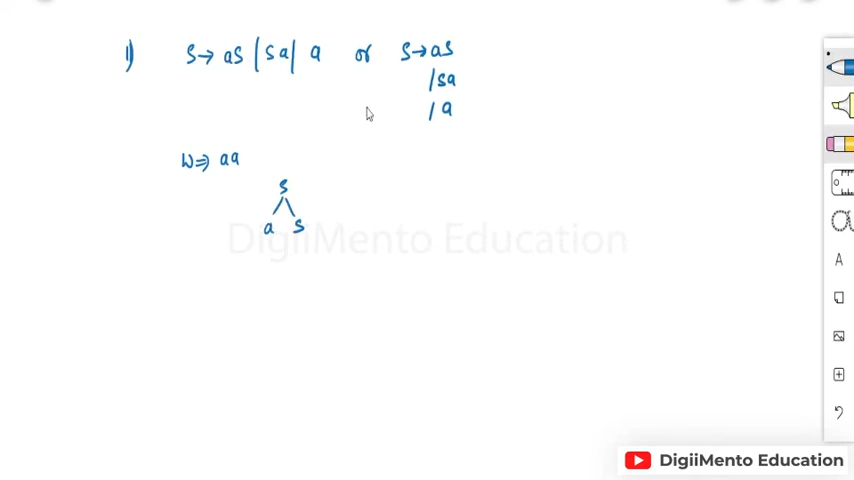 1) S→ aS | Sa | a or S→aS
/Sa
/a
W⇒ aa
S
a S
DigiiMento Education
A
DigiiMento Education